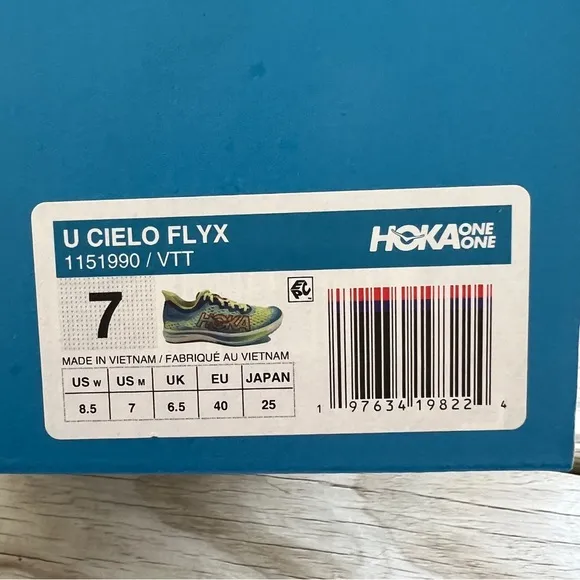 U CIELO FLYX
1151990 / VTT
HOKA ONE ONE
7
HOKA
MADE IN VIETNAM / FABRIQUÉ AU VIETNAM
US W US M UK EU JAPAN
8.5 7 6.5 40 25
1 97634 19822 4